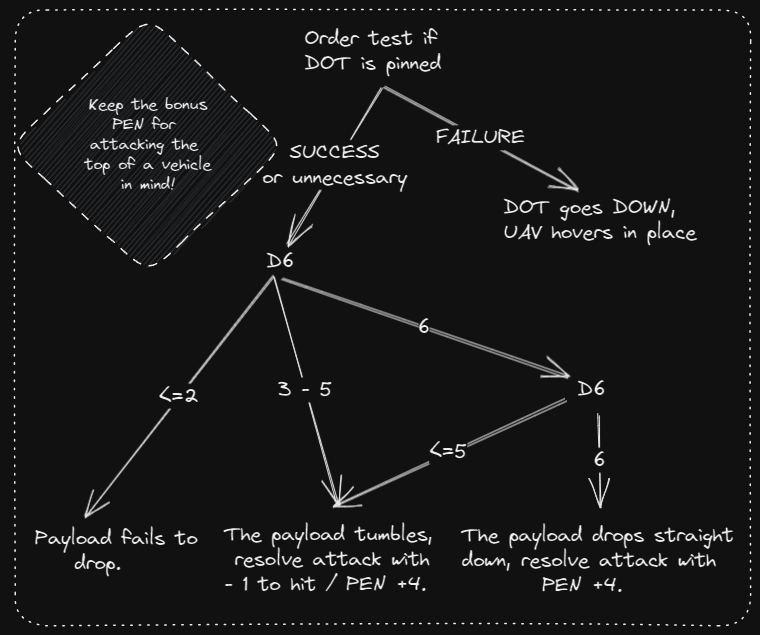 Order test if
DOT is pinned
Keep the bonus
PEN for
attacking the
top of a vehicle
in mind!
SUCCESS
or unnecessary
FAILURE
DOT goes DOWN,
UAV hovers in place
D6
6
<=2
3 - 5
D6
<=5
6
Payload fails to
drop.
The payload tumbles,
resolve attack with
- 1 to hit / PEN +4.
The payload drops straight
down, resolve attack with
PEN +4.